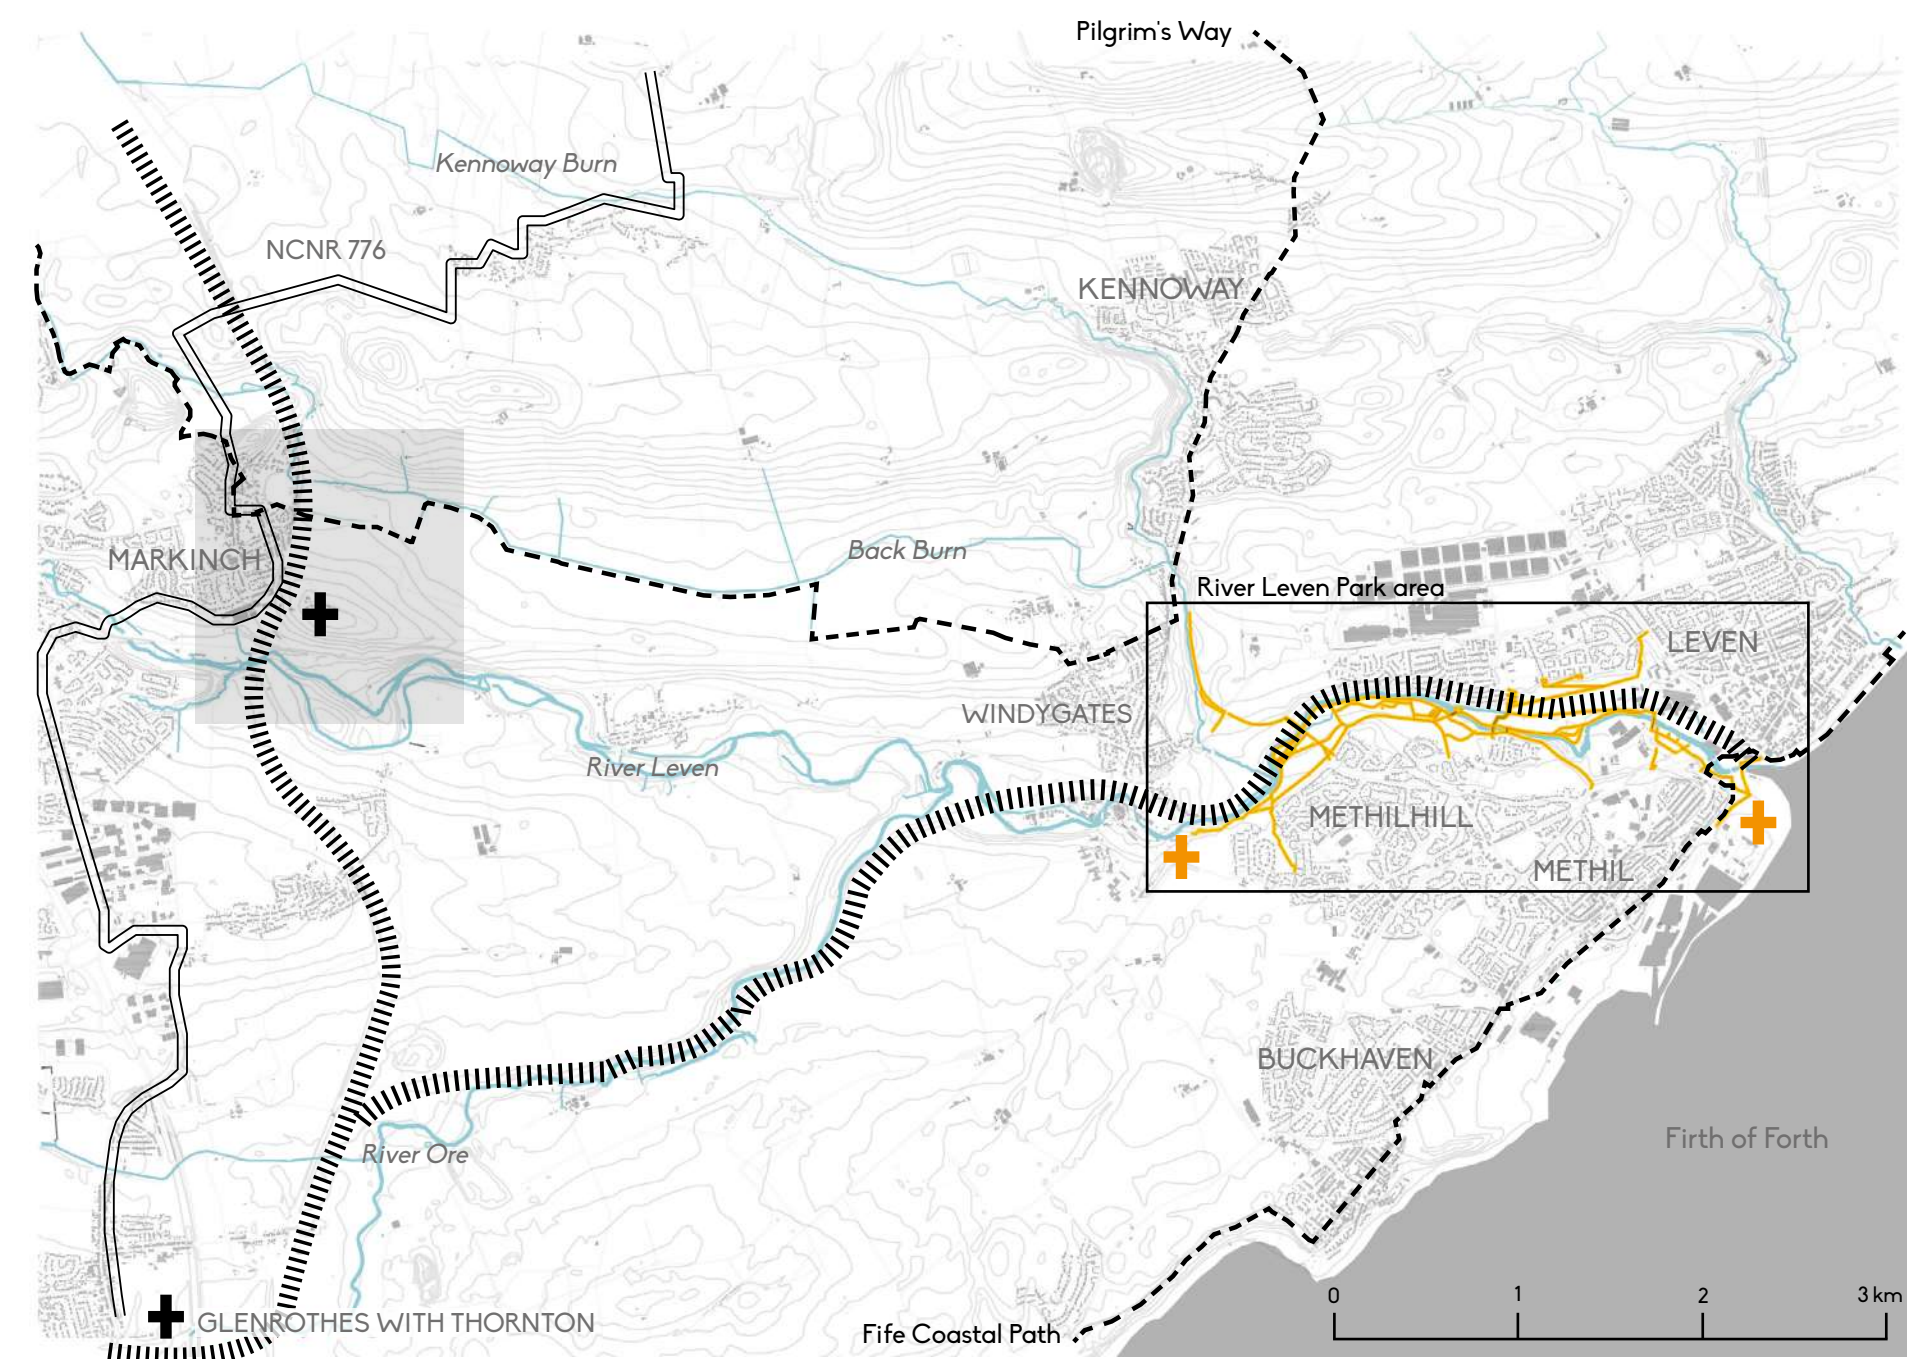 Pilgrim's Way
Kennoway Burn
NCNR 776
KENNOWAY
Back Burn
MARKINCH
River Leven Park area
LEVEN
WINDYGATES
River Leven
METHILHILL
METHIL
BUCKHAVEN
Firth of Forth
River Ore
0 1 2 3 km
GLENROTHES WITH THORNTON
Fife Coastal Path